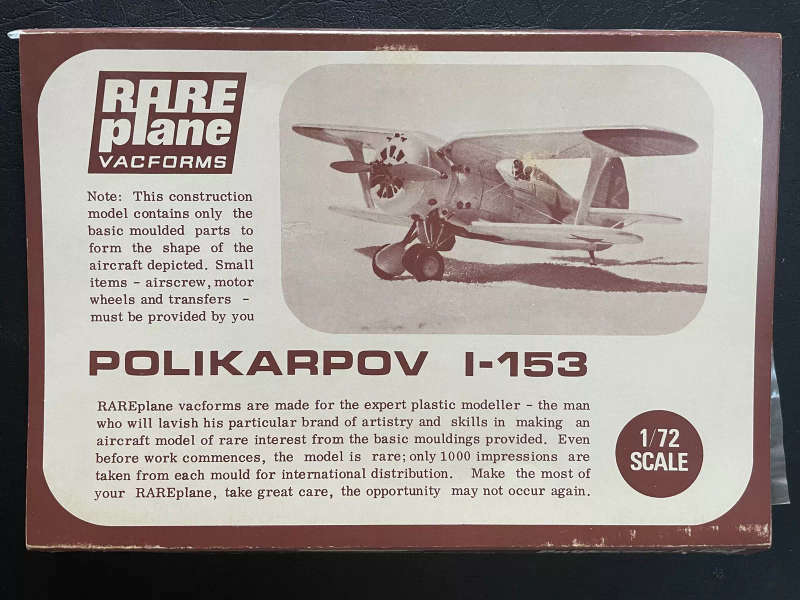 RARE
plane
VACFORMS
Note: This construction
model contains only the
basic moulded parts to
form the shape of the
aircraft depicted. Small
items - airscrew, motor
wheels and transfers -
must be provided by you
POLIKARPOV I-153
RAREplane vacforms are made for the expert plastic modeller - the man
who will lavish his particular brand of artistry and skills in making an
aircraft model of rare interest from the basic mouldings provided. Even
before work commences, the model is rare; only 1000 impressions are
taken from each mould for international distribution. Make the most of
your RAREplane, take great care, the opportunity may not occur again.
1/72
SCALE